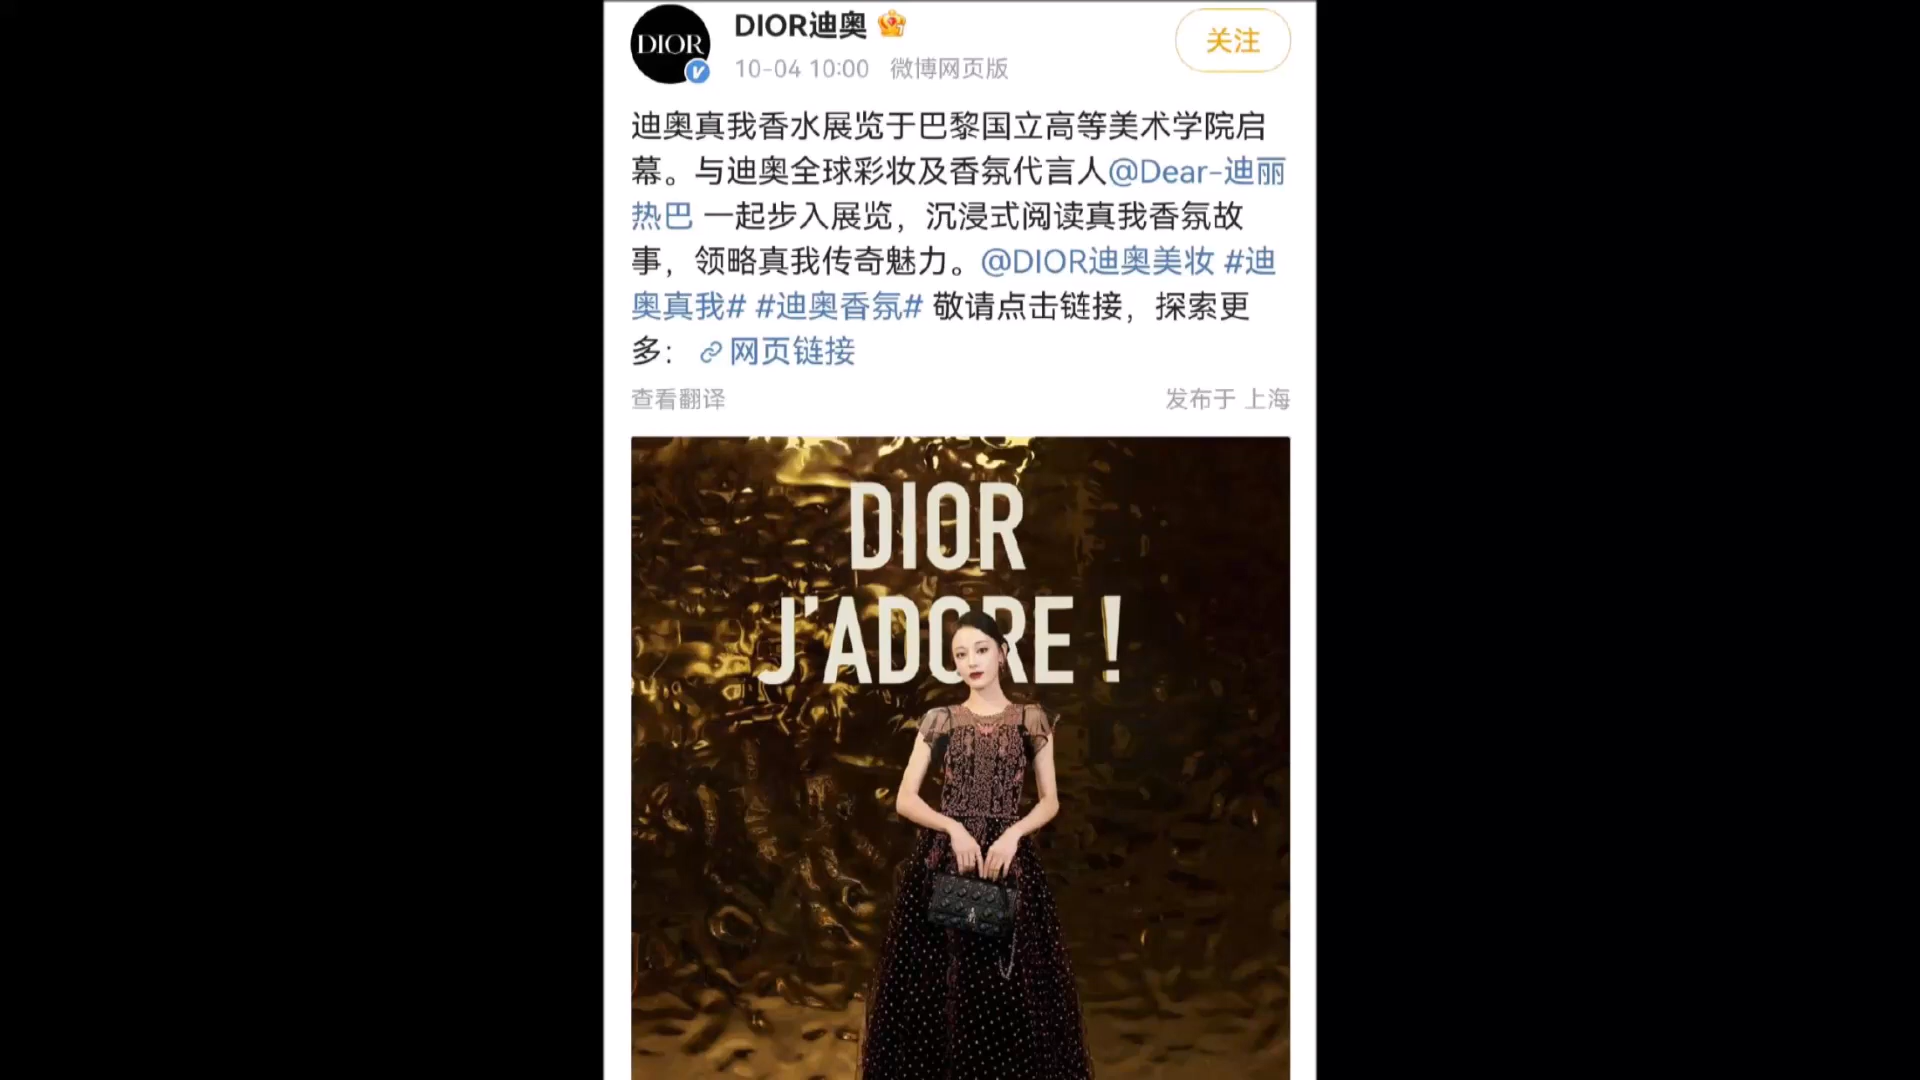 DIOR
DIOR迪奥
关注
10-04 10:00 微博网页版
迪奥真我香水展览于巴黎国立高等美术学院启
幕。与迪奥全球彩妆及香氛代言人@Dear-迪丽
热巴 一起步入展览，沉浸式阅读真我香氛故
事，领略真我传奇魅力。@DIOR迪奥美妆 #迪
奥真我# #迪奥香氛# 敬请点击链接，探索更
多： 网页链接
查看翻译
发布于 上海
DIOR
J'ADORE !